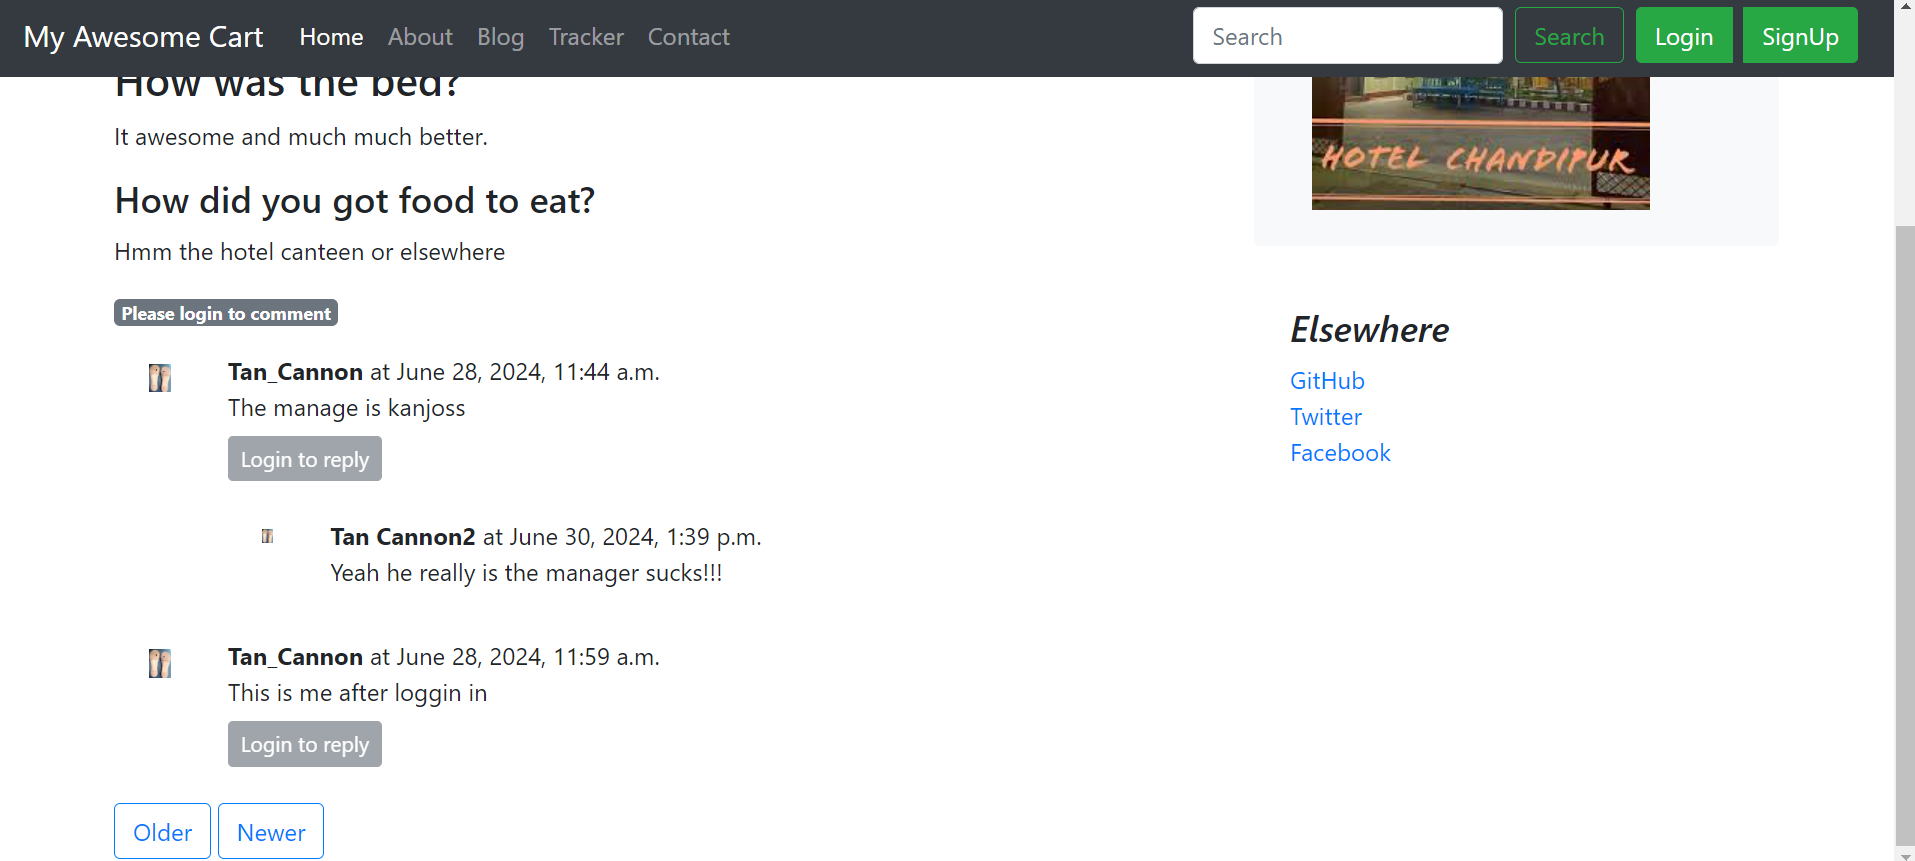 My Awesome Cart Home About Blog Tracker Contact Search Search Login SignUp
How was the bed?
It awesome and much much better.
How did you got food to eat?
Hmm the hotel canteen or elsewhere
Please login to comment
Tan_Cannon at June 28, 2024, 11:44 a.m.
The manage is kanjoss
Login to reply
Tan Cannon2 at June 30, 2024, 1:39 p.m.
Yeah he really is the manager sucks!!!
Tan_Cannon at June 28, 2024, 11:59 a.m.
This is me after loggin in
Login to reply
Older Newer
HOTEL CHANDIPUR
Elsewhere
GitHub
Twitter
Facebook